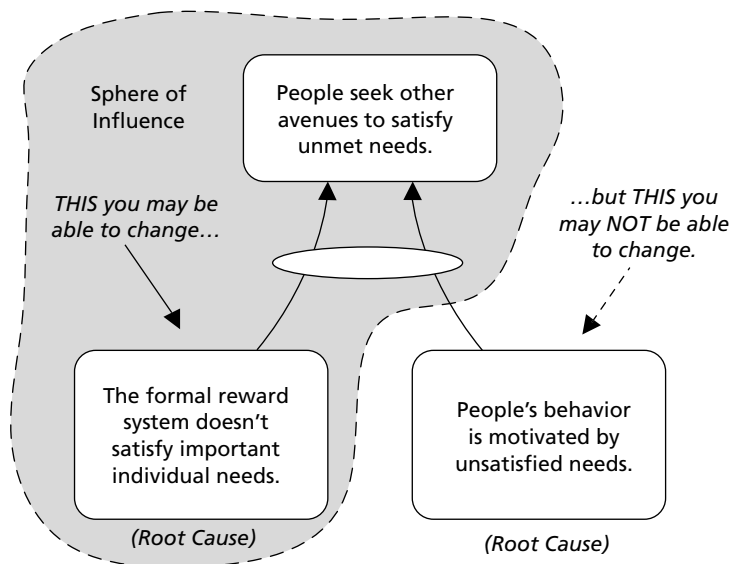 Sphere of
Influence
People seek other
avenues to satisfy
unmet needs.
THIS you may be
able to change…
…but THIS you
may NOT be able
to change.
The formal reward
system doesn’t
satisfy important
individual needs.
(Root Cause)
People’s behavior
is motivated by
unsatisfied needs.
(Root Cause)